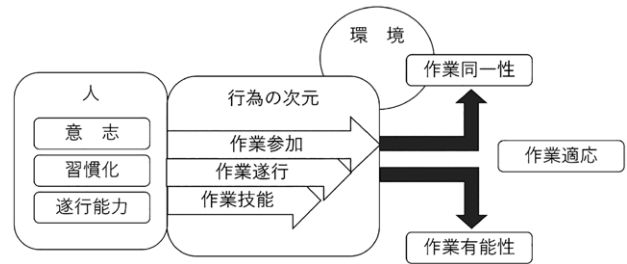 環　境
人
行為の次元
作業同一性
意　志
作業参加
習慣化
作業遂行
作業適応
遂行能力
作業技能
作業有能性